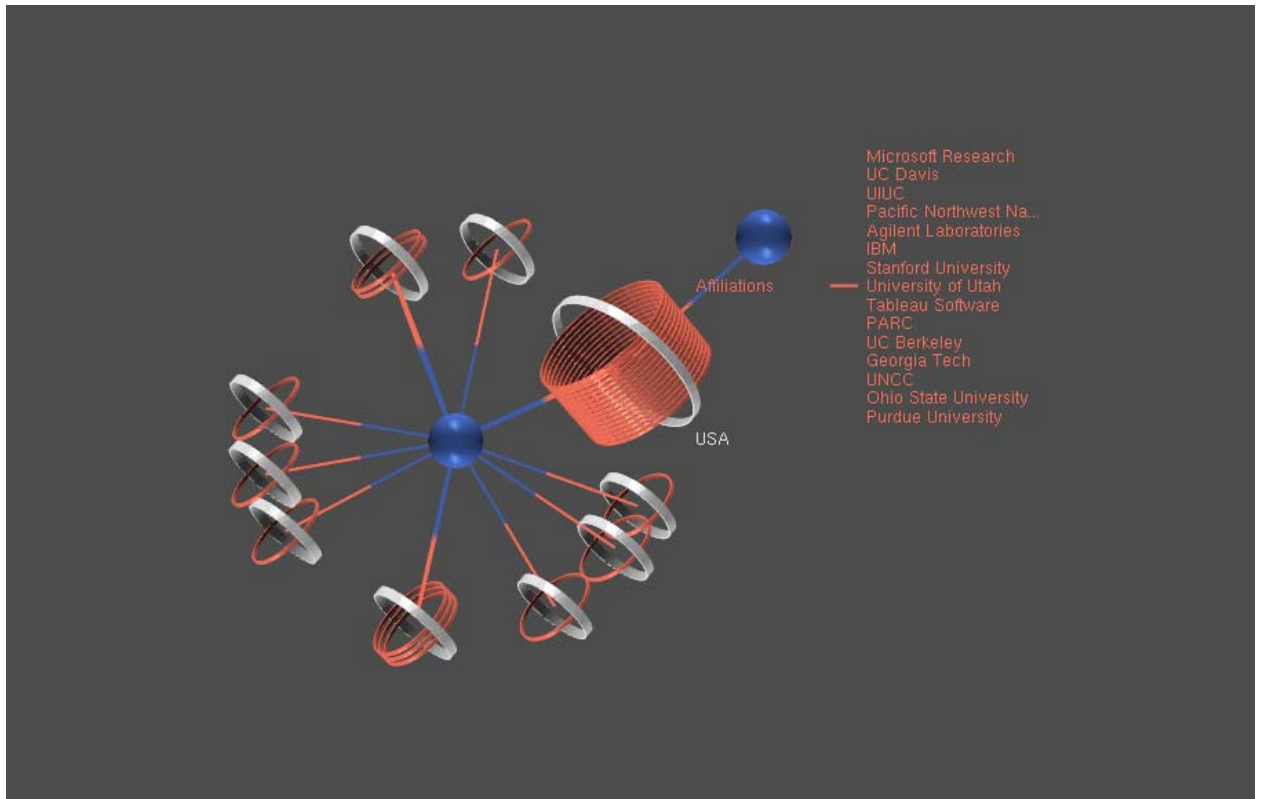 Microsoft Research
UC Davis
UIUC
Pacific Northwest Na...
Agilent Laboratories
IBM
Stanford University
Affiliations
University of Utah
Tableau Software
PARC
UC Berkeley
Georgia Tech
UNCC
Ohio State University
Purdue University
USA